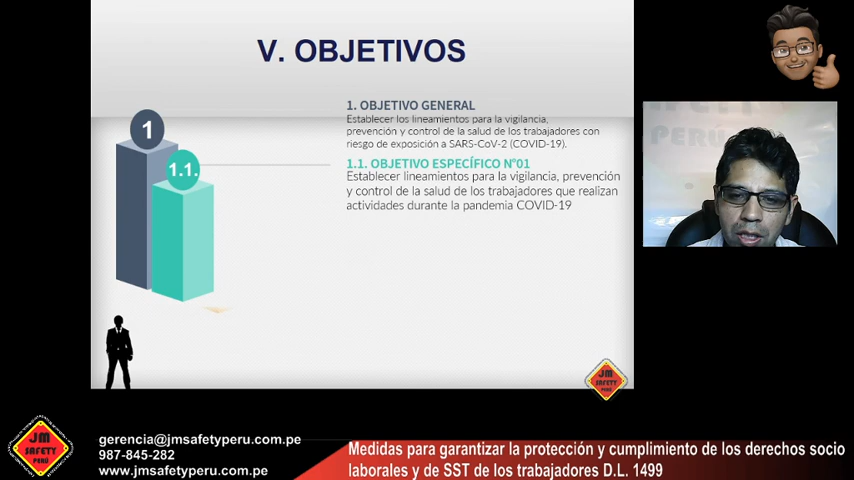 V. OBJETIVOS
1. OBJETIVO GENERAL
Establecer los lineamientos para la vigilancia,
prevención y control de la salud de los trabajadores con
riesgo de exposición a SARS-CoV-2 (COVID-19).
1
1.1.
1.1. OBJETIVO ESPECÍFICO N°01
Establecer lineamientos para la vigilancia, prevención
y control de la salud de los trabajadores que realizan
actividades durante la pandemia COVID-19
JM
SAFETY
PERÚ
JM
SAFETY
PERÚ
gerencia@jmsafetyperu.com.pe
987-845-282
www.jmsafetyperu.com.pe
Medidas para garantizar la protección y cumplimiento de los derechos socio
laborales y de SST de los trabajadores D.L. 1499